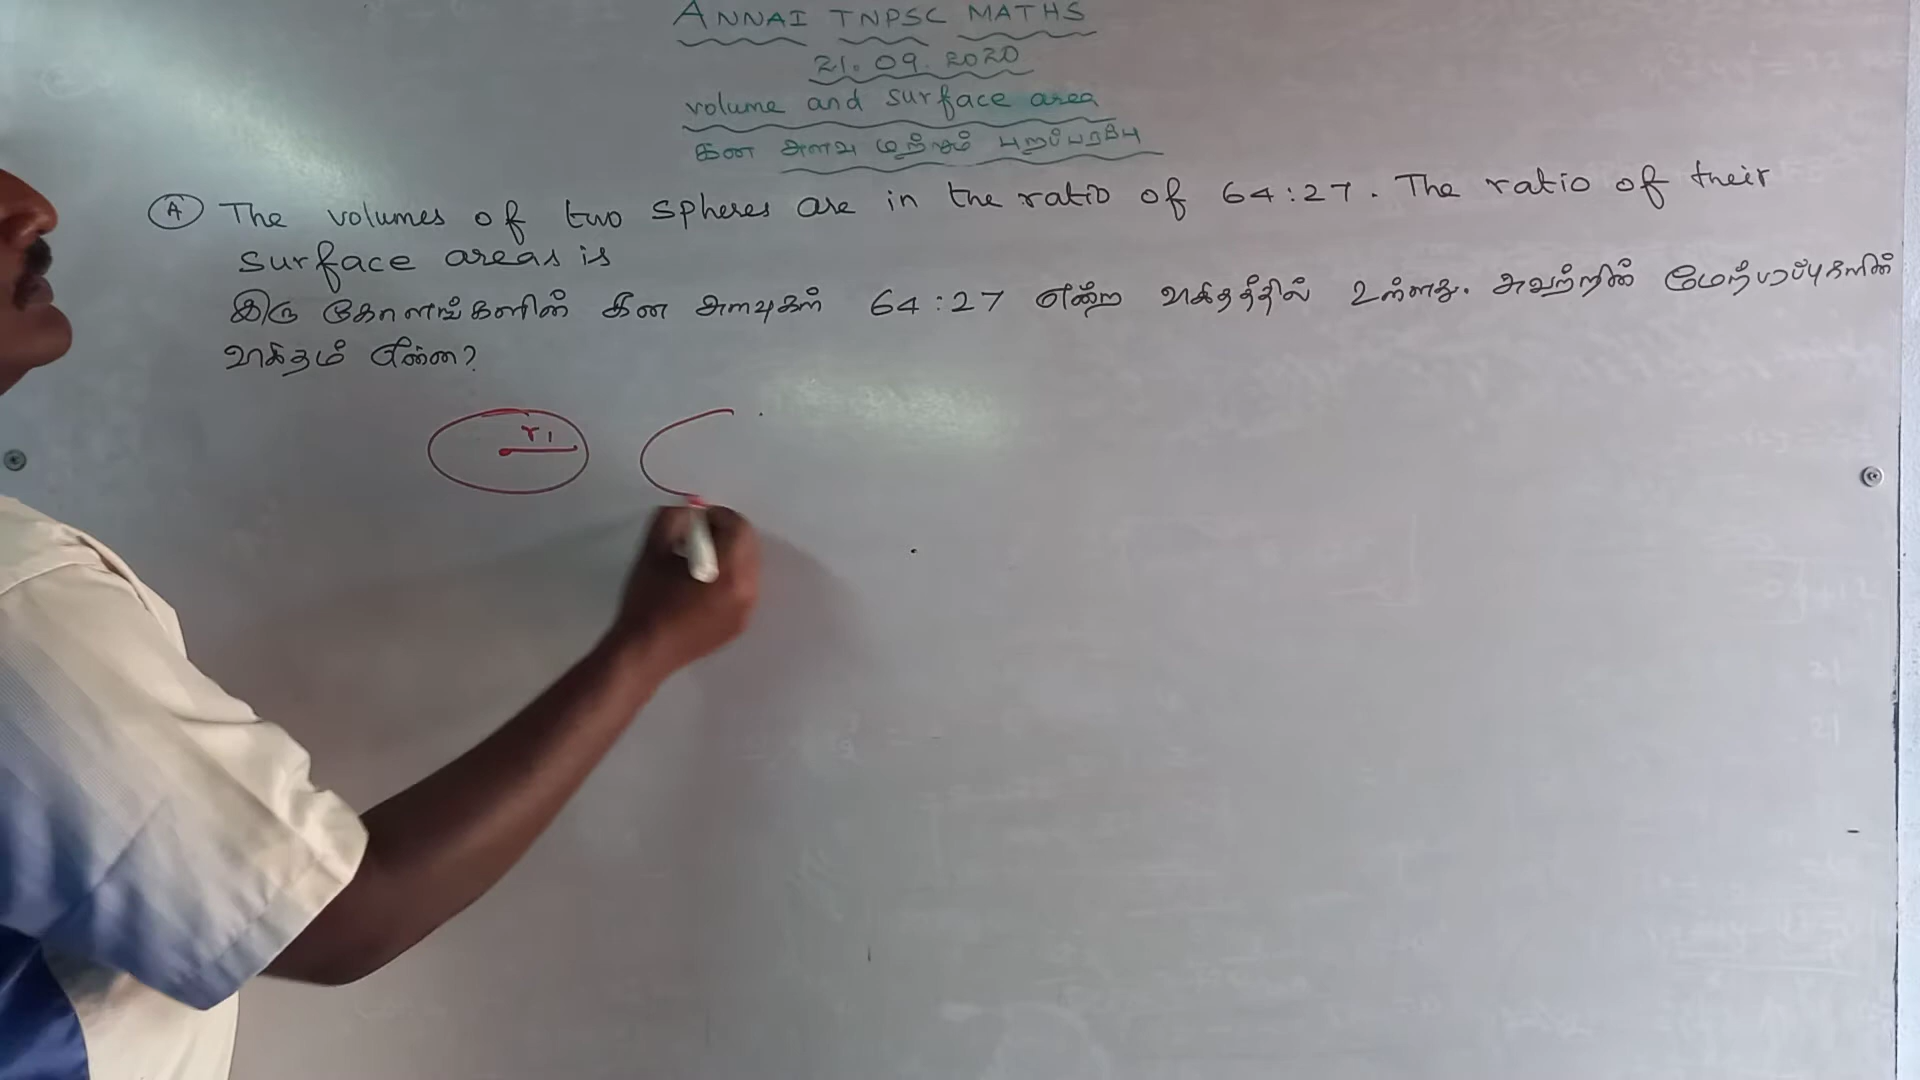 ANNAI TNPSC MATHS
21.09.2020
volume and surface area
கன அளவு மற்றும் புறப்பரப்பு
(A) The volumes of two spheres are in the ratio of 64:27. The ratio of their
surface areas is
இரு கோளங்களின் கன அளவுகள் 64:27 என்ற விகிதத்தில் உள்ளது. அவற்றின் மேற்பரப்புகளின்
விகிதம் என்ன?
r1